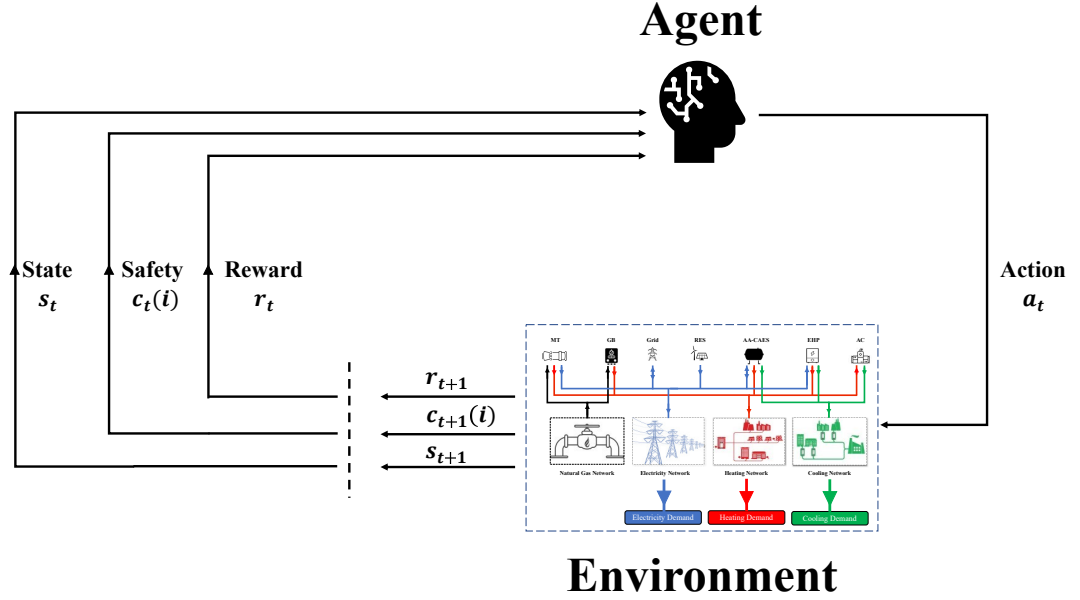 Agent
State
s_t
Safety
c_t(i)
Reward
r_t
Action
a_t
r_{t+1}
c_{t+1}(i)
s_{t+1}
MT
GB
Grid
RES
AA-CAES
EHP
AC
Natural Gas Network
Electricity Network
Heating Network
Cooling Network
Electricity Demand
Heating Demand
Cooling Demand
Environment